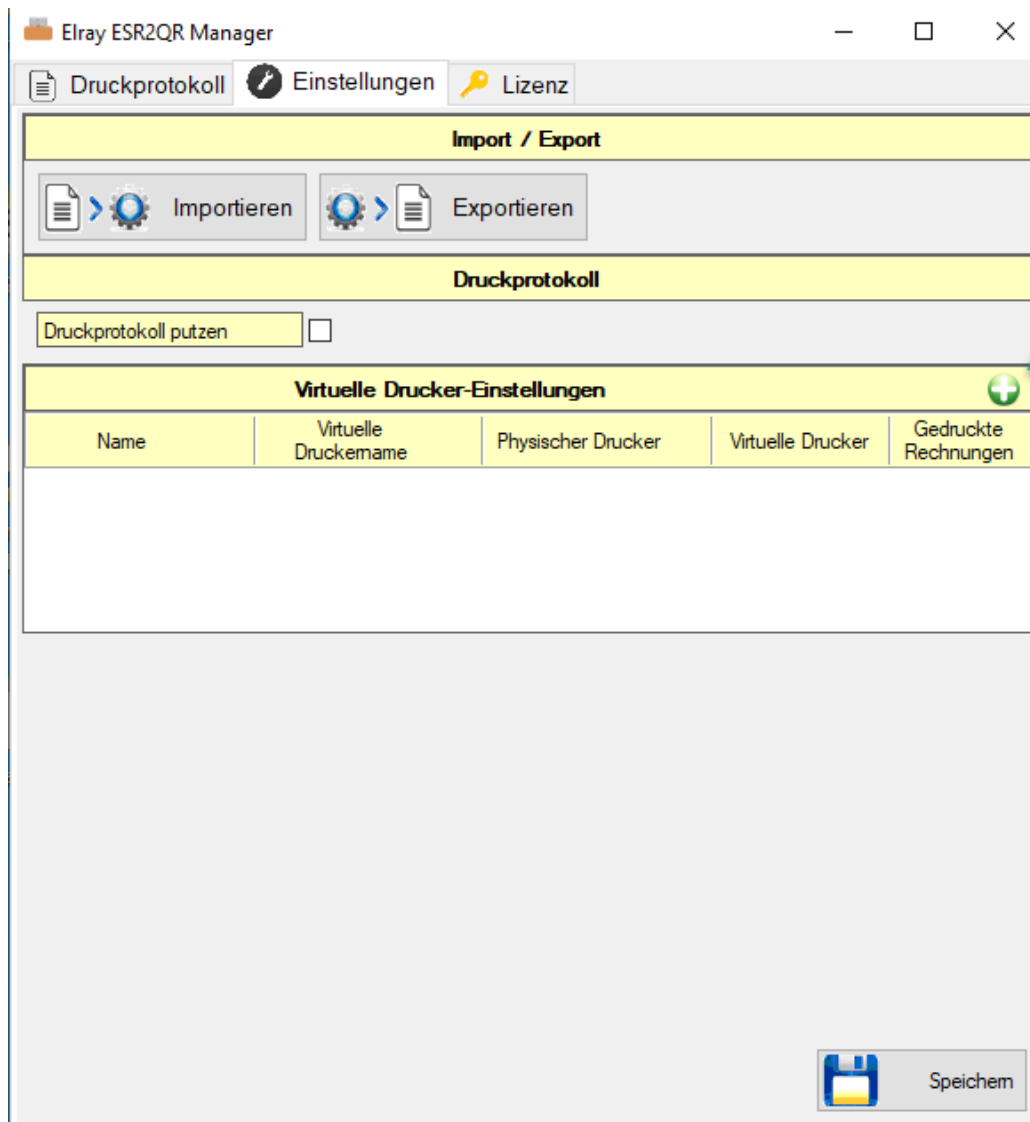 Elray ESR2QR Manager
Druckprotokoll Einstellungen Lizenz
Import / Export
Importieren Exportieren
Druckprotokoll
Druckprotokoll putzen
Virtuelle Drucker-Einstellungen
Name Virtuelle Druckername Physischer Drucker Virtuelle Drucker Gedruckte Rechnungen
Speichern